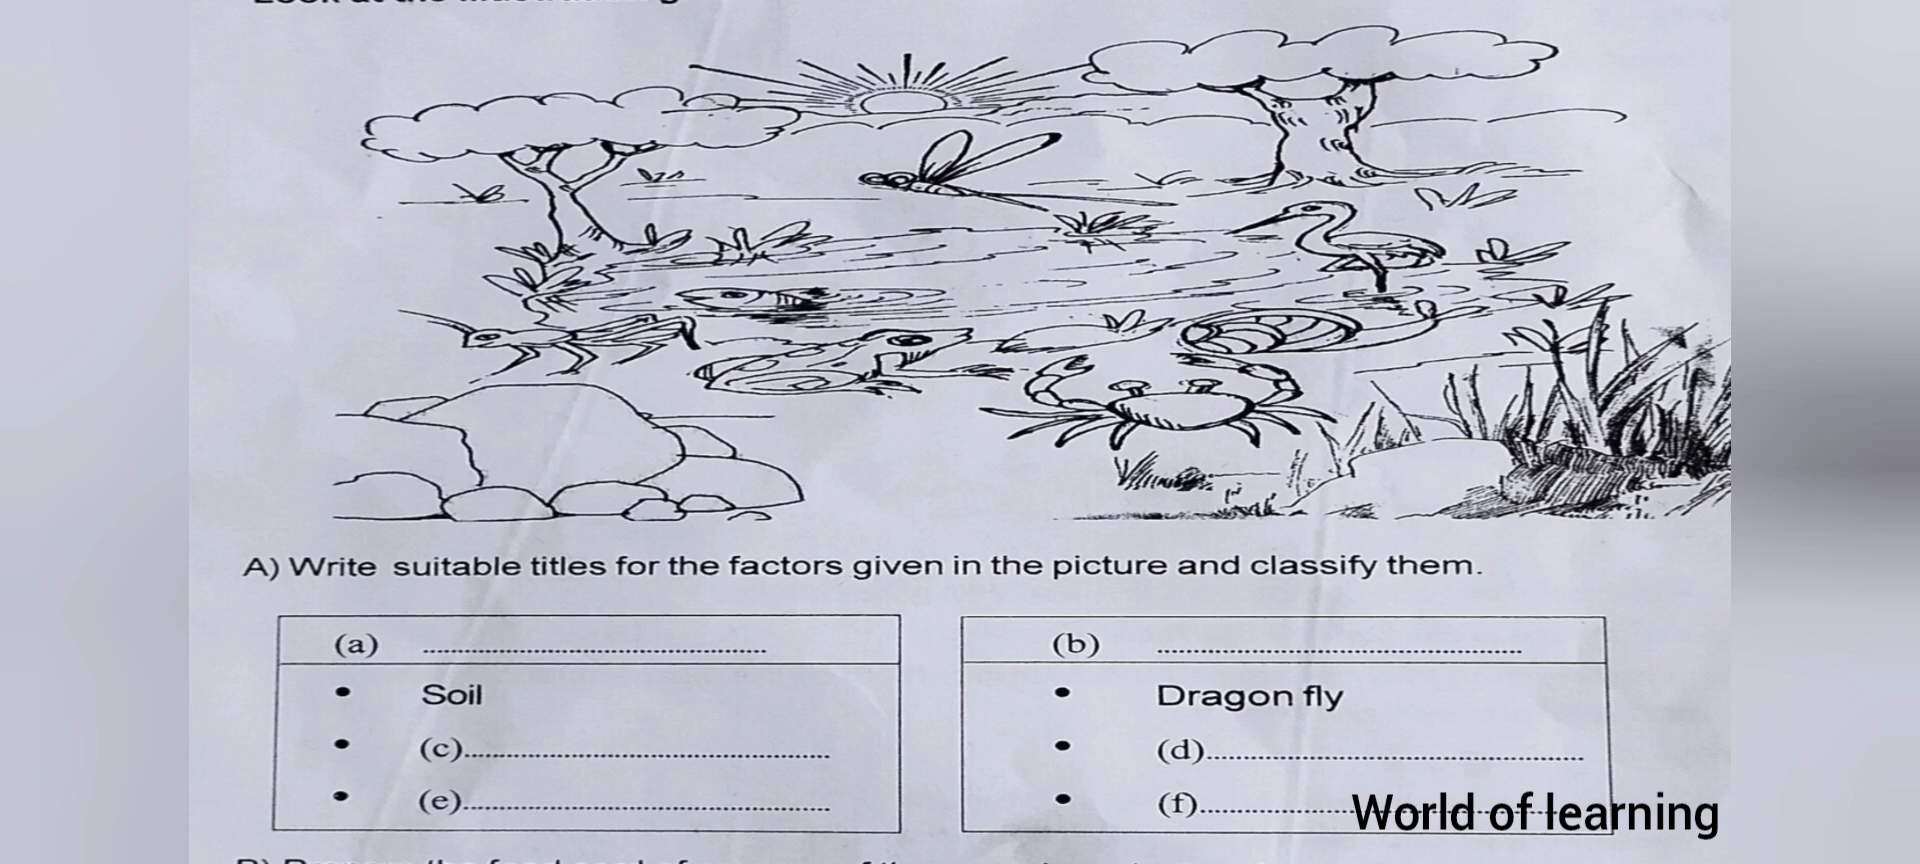 A) Write suitable titles for the factors given in the picture and classify them.
(a) ......................................
(b) ......................................
• Soil
• Dragon fly
• (c)......................................
• (d)......................................
• (e)......................................
• (f)......................................
World of learning